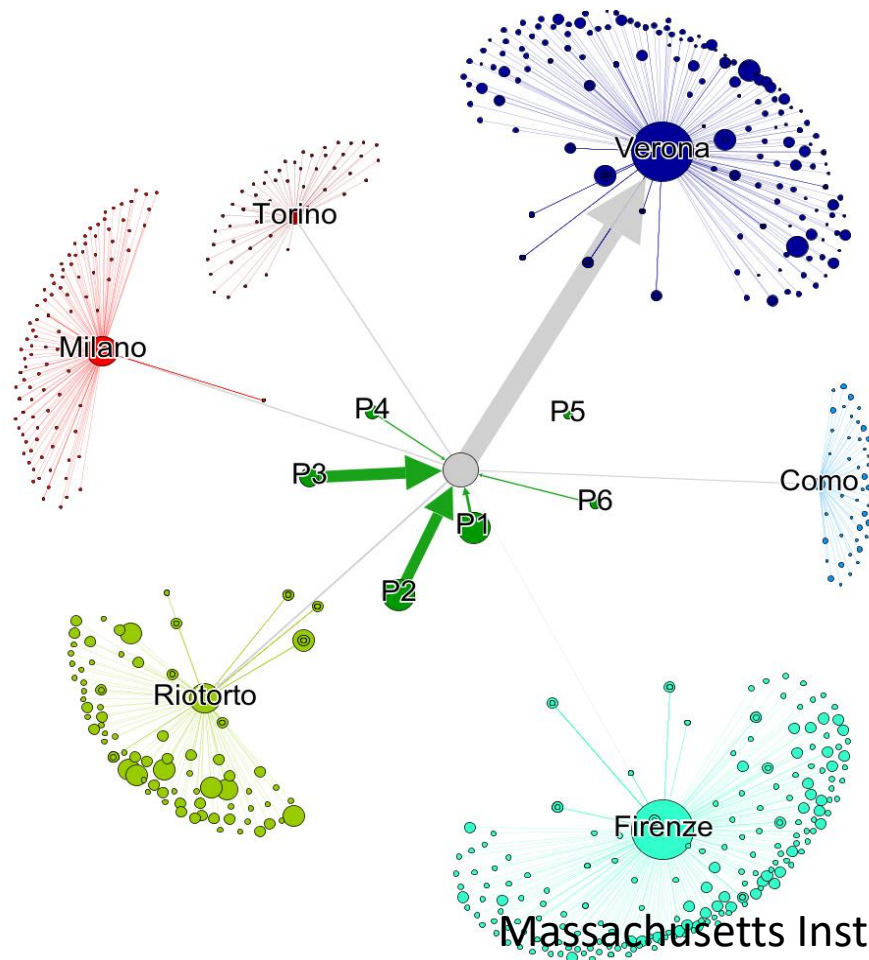 Verona
Torino
Milano
P4
P5
P3
P6
Como
P1
P2
Riotorto
Firenze
Massachusetts Inst